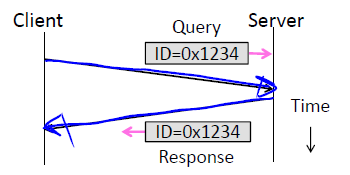 Client
Server
Query
ID=0x1234
Time
ID=0x1234
Response